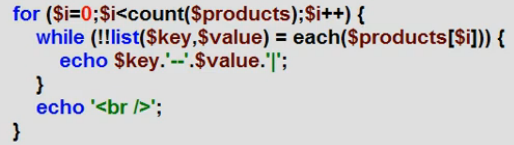 for ($i=0;$i<count($products);$i++) {
while (!!list($key,$value) = each($products[$i])) {
echo $key.'--'.$value.'|';
}
echo '<br />';
}